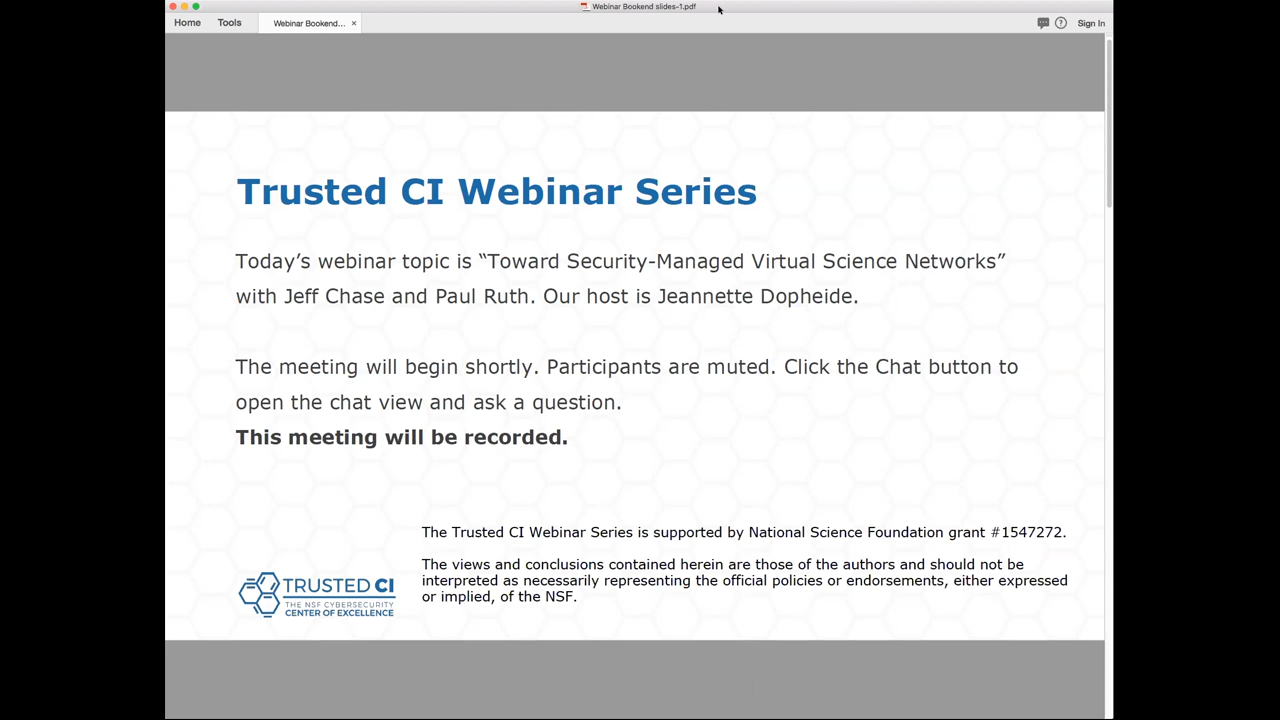 Webinar Bookend slides-1.pdf
Home Tools Webinar Bookend... × ? Sign In
Trusted CI Webinar Series
Today’s webinar topic is “Toward Security-Managed Virtual Science Networks”
with Jeff Chase and Paul Ruth. Our host is Jeannette Dopheide.
The meeting will begin shortly. Participants are muted. Click the Chat button to
open the chat view and ask a question.
This meeting will be recorded.
The Trusted CI Webinar Series is supported by National Science Foundation grant #1547272.
The views and conclusions contained herein are those of the authors and should not be
interpreted as necessarily representing the official policies or endorsements, either expressed
or implied, of the NSF.
TRUSTED CI
THE NSF CYBERSECURITY
CENTER OF EXCELLENCE